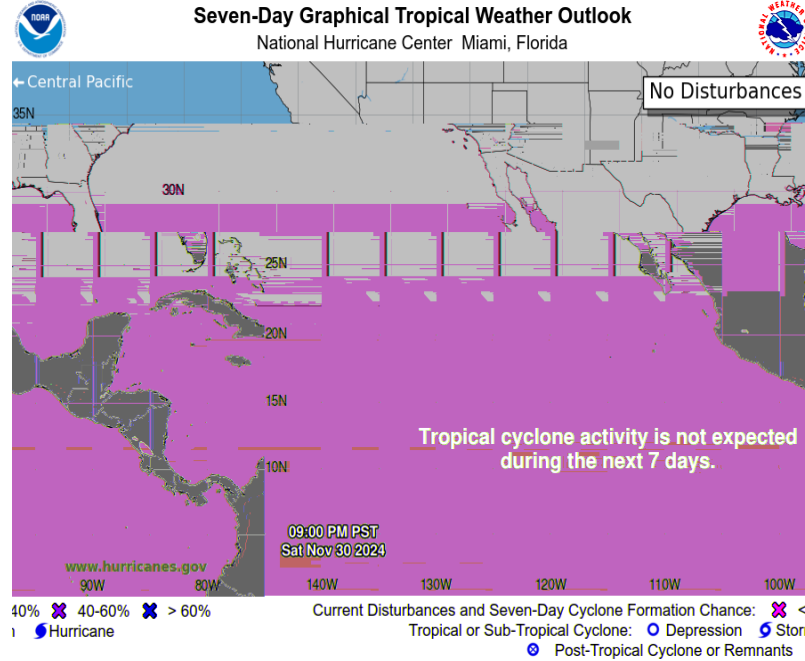 Seven-Day Graphical Tropical Weather Outlook
National Hurricane Center Miami, Florida
NOAA
← Central Pacific
No Disturbances
35N
30N
25N
20N
15N
10N
Tropical cyclone activity is not expected
during the next 7 days.
09:00 PM PST
Sat Nov 30 2024
www.hurricanes.gov
90W 80W 140W 130W 120W 110W 100W
40% 40-60% > 60% Current Disturbances and Seven-Day Cyclone Formation Chance: <
Hurricane Tropical or Sub-Tropical Cyclone: Depression Stor
Post-Tropical Cyclone or Remnants